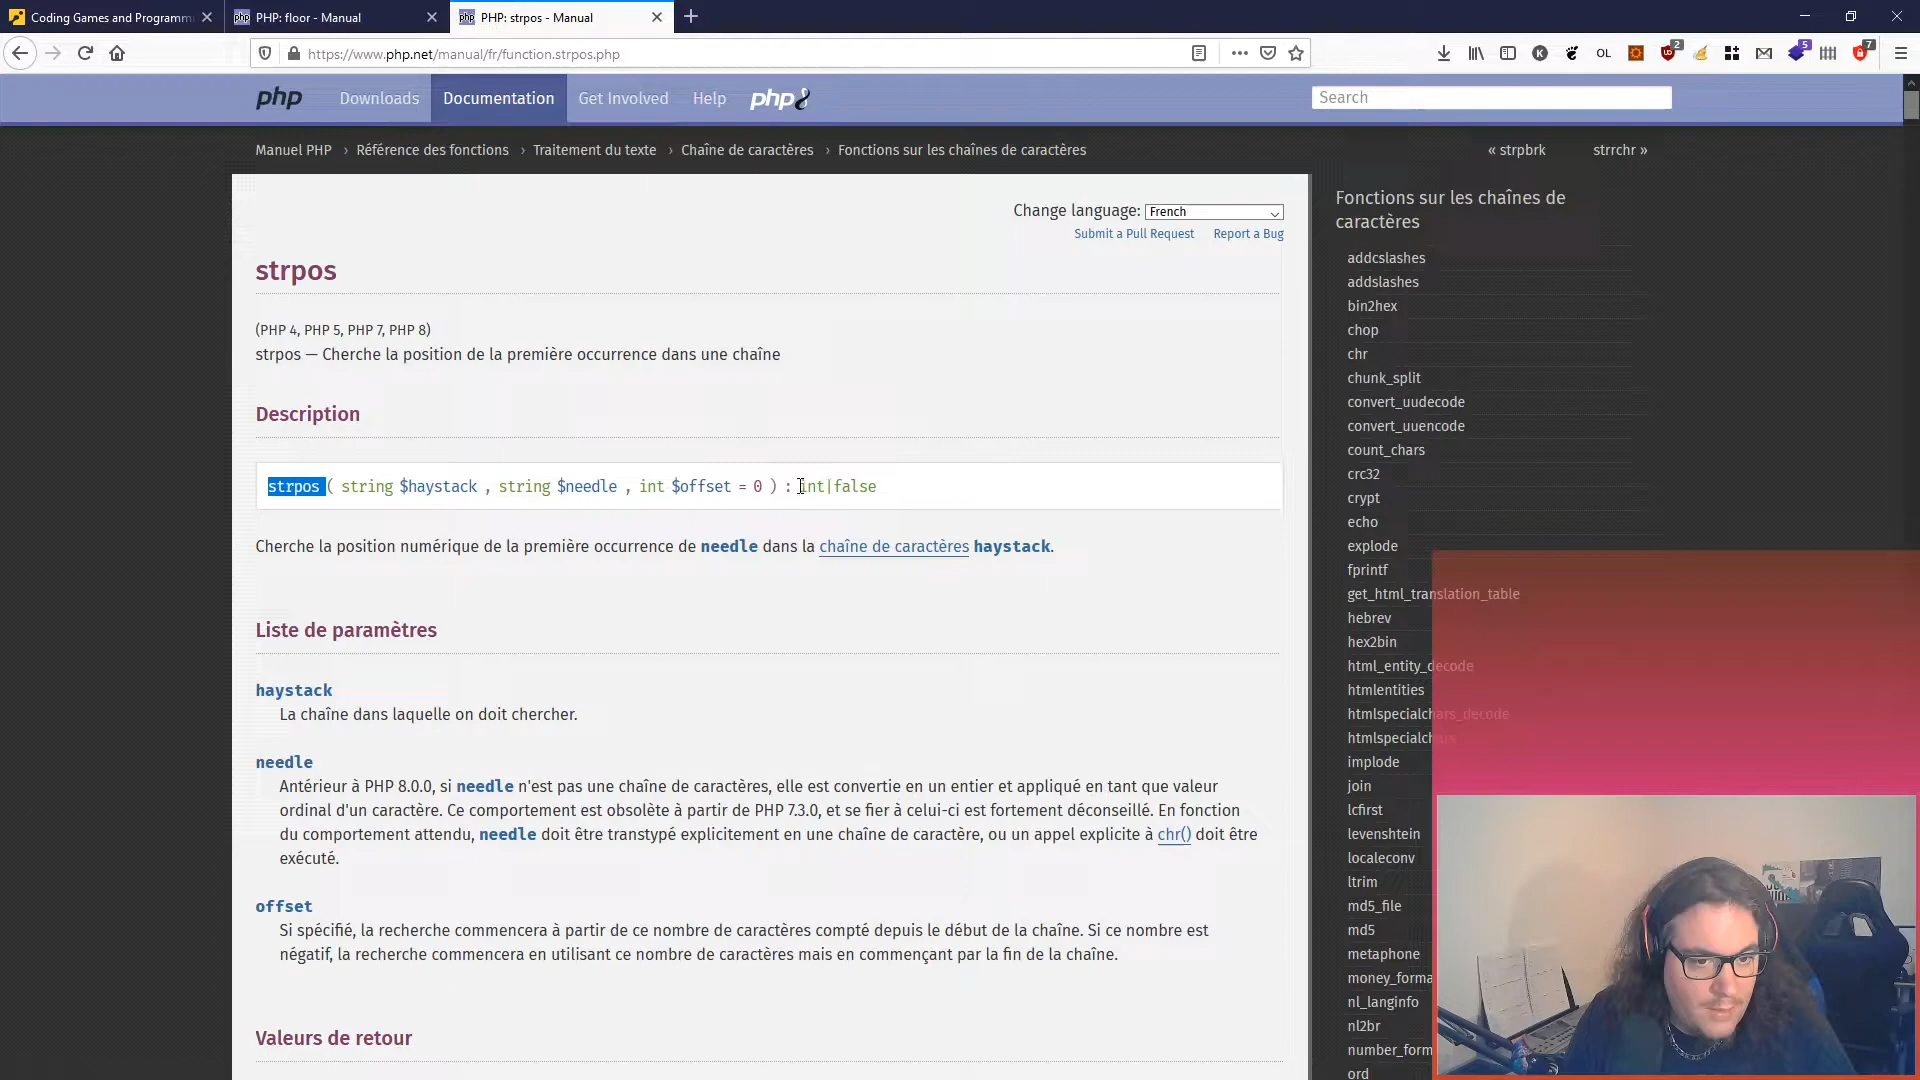 Coding Games and Programm
PHP: floor - Manual
PHP: strpos - Manual
https://www.php.net/manual/fr/function.strpos.php
OL
2
5
7
php
Downloads
Documentation
Get Involved
Help
php8
Search
Manuel PHP › Référence des fonctions › Traitement du texte › Chaîne de caractères › Fonctions sur les chaînes de caractères
« strpbrk
strrchr »
Change language: French
Submit a Pull Request
Report a Bug
strpos
(PHP 4, PHP 5, PHP 7, PHP 8)
strpos — Cherche la position de la première occurrence dans une chaîne
Description
strpos ( string $haystack , string $needle , int $offset = 0 ) : int|false
Cherche la position numérique de la première occurrence de needle dans la chaîne de caractères haystack.
Liste de paramètres
haystack
La chaîne dans laquelle on doit chercher.
needle
Antérieur à PHP 8.0.0, si needle n'est pas une chaîne de caractères, elle est convertie en un entier et appliqué en tant que valeur
ordinal d'un caractère. Ce comportement est obsolète à partir de PHP 7.3.0, et se fier à celui-ci est fortement déconseillé. En fonction
du comportement attendu, needle doit être transtypé explicitement en une chaîne de caractère, ou un appel explicite à chr() doit être
exécuté.
offset
Si spécifié, la recherche commencera à partir de ce nombre de caractères compté depuis le début de la chaîne. Si ce nombre est
négatif, la recherche commencera en utilisant ce nombre de caractères mais en commençant par la fin de la chaîne.
Valeurs de retour
Fonctions sur les chaînes de
caractères
addcslashes
addslashes
bin2hex
chop
chr
chunk_split
convert_uudecode
convert_uuencode
count_chars
crc32
crypt
echo
explode
fprintf
get_html_translation_table
hebrev
hex2bin
html_entity_decode
htmlentities
htmlspecialchars_decode
htmlspecialchars
implode
join
lcfirst
levenshtein
localeconv
ltrim
md5_file
md5
metaphone
money_forma
nl_langinfo
nl2br
number_form
ord